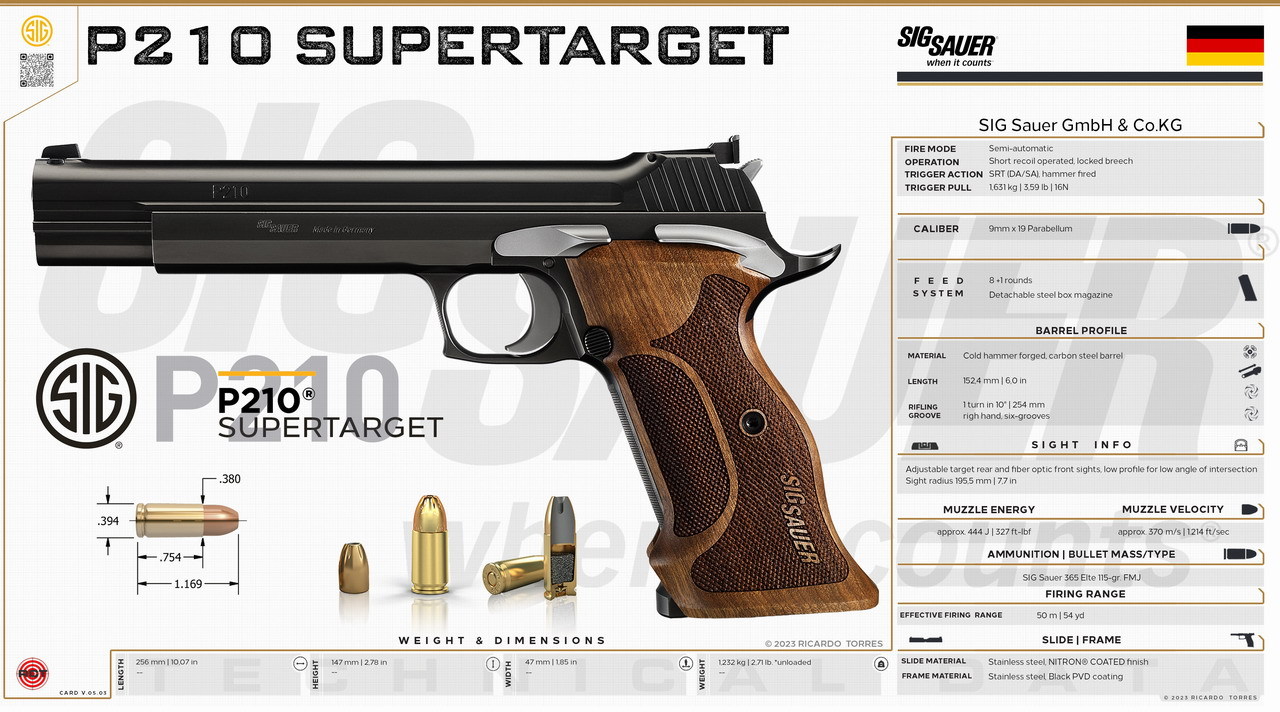 SIG
P210 SUPERTARGET
SIG SAUER
when it counts
SIG Sauer GmbH & Co.KG
FIRE MODE Semi-automatic
OPERATION Short recoil operated, locked breech
TRIGGER ACTION SRT (DA/SA), hammer fired
TRIGGER PULL 1,631 kg | 3.59 lb | 16N
CALIBER 9mm x 19 Parabellum
FEED SYSTEM
8 +1 rounds
Detachable steel box magazine
BARREL PROFILE
MATERIAL Cold hammer forged, carbon steel barrel
LENGTH 152,4 mm | 6,0 in
RIFLING GROOVE
1 turn in 10" | 254 mm
righ hand, six-grooves
SIGHT INFO
Adjustable target rear and fiber optic front sights, low profile for low angle of intersection
Sight radius 195,5 mm | 7.7 in
MUZZLE ENERGY MUZZLE VELOCITY
approx. 444 J | 327 ft-lbf approx. 370 m/s | 1.214 ft/sec
AMMUNITION | BULLET MASS/TYPE
SIG Sauer 365 Elte 115-gr. FMJ
FIRING RANGE
EFFECTIVE FIRING RANGE 50 m | 54 yd
SLIDE | FRAME
SLIDE MATERIAL Stainless steel, NITRON® COATED finish
FRAME MATERIAL Stainless steel, Black PVD coating
© 2023 RICARDO TORRES
SIG SAUER®
when it counts
P210
SIG SAUER Made in Germany
SIGSAUER
SIG®
P210
P210®
SUPERTARGET
.380
.394
.754
1.169
WEIGHT & DIMENSIONS
© 2023 RICARDO TORRES
LENGTH 256 mm | 10.07 in
--
HEIGHT 147 mm | 2.78 in
--
WIDTH 47 mm | 1.85 in
--
WEIGHT 1.232 kg | 2.71 lb. *unloaded
--
TECHNICAL DATA
RDT
CARD V.05.03